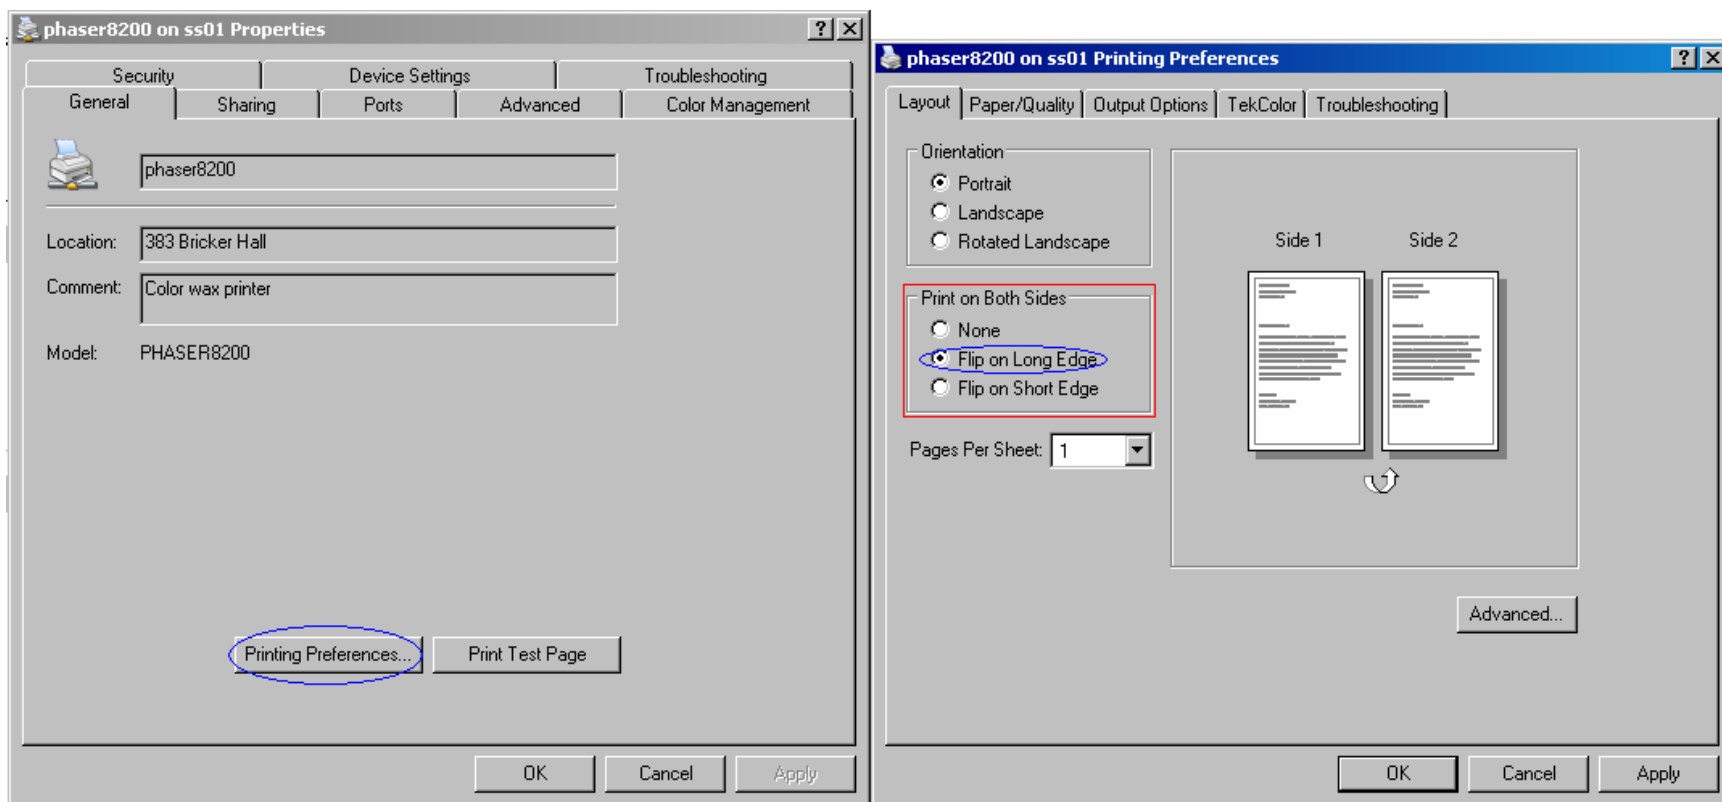 phaser8200 on ss01 Properties
Security Device Settings Troubleshooting
General Sharing Ports Advanced Color Management
phaser8200
Location: 383 Bricker Hall
Comment: Color wax printer
Model: PHASER8200
Printing Preferences... Print Test Page
OK Cancel Apply
phaser8200 on ss01 Printing Preferences
Layout Paper/Quality Output Options TekColor Troubleshooting
Orientation
Portrait
Landscape
Rotated Landscape
Print on Both Sides
None
Flip on Long Edge
Flip on Short Edge
Pages Per Sheet: 1
Side 1 Side 2
Advanced...
OK Cancel Apply